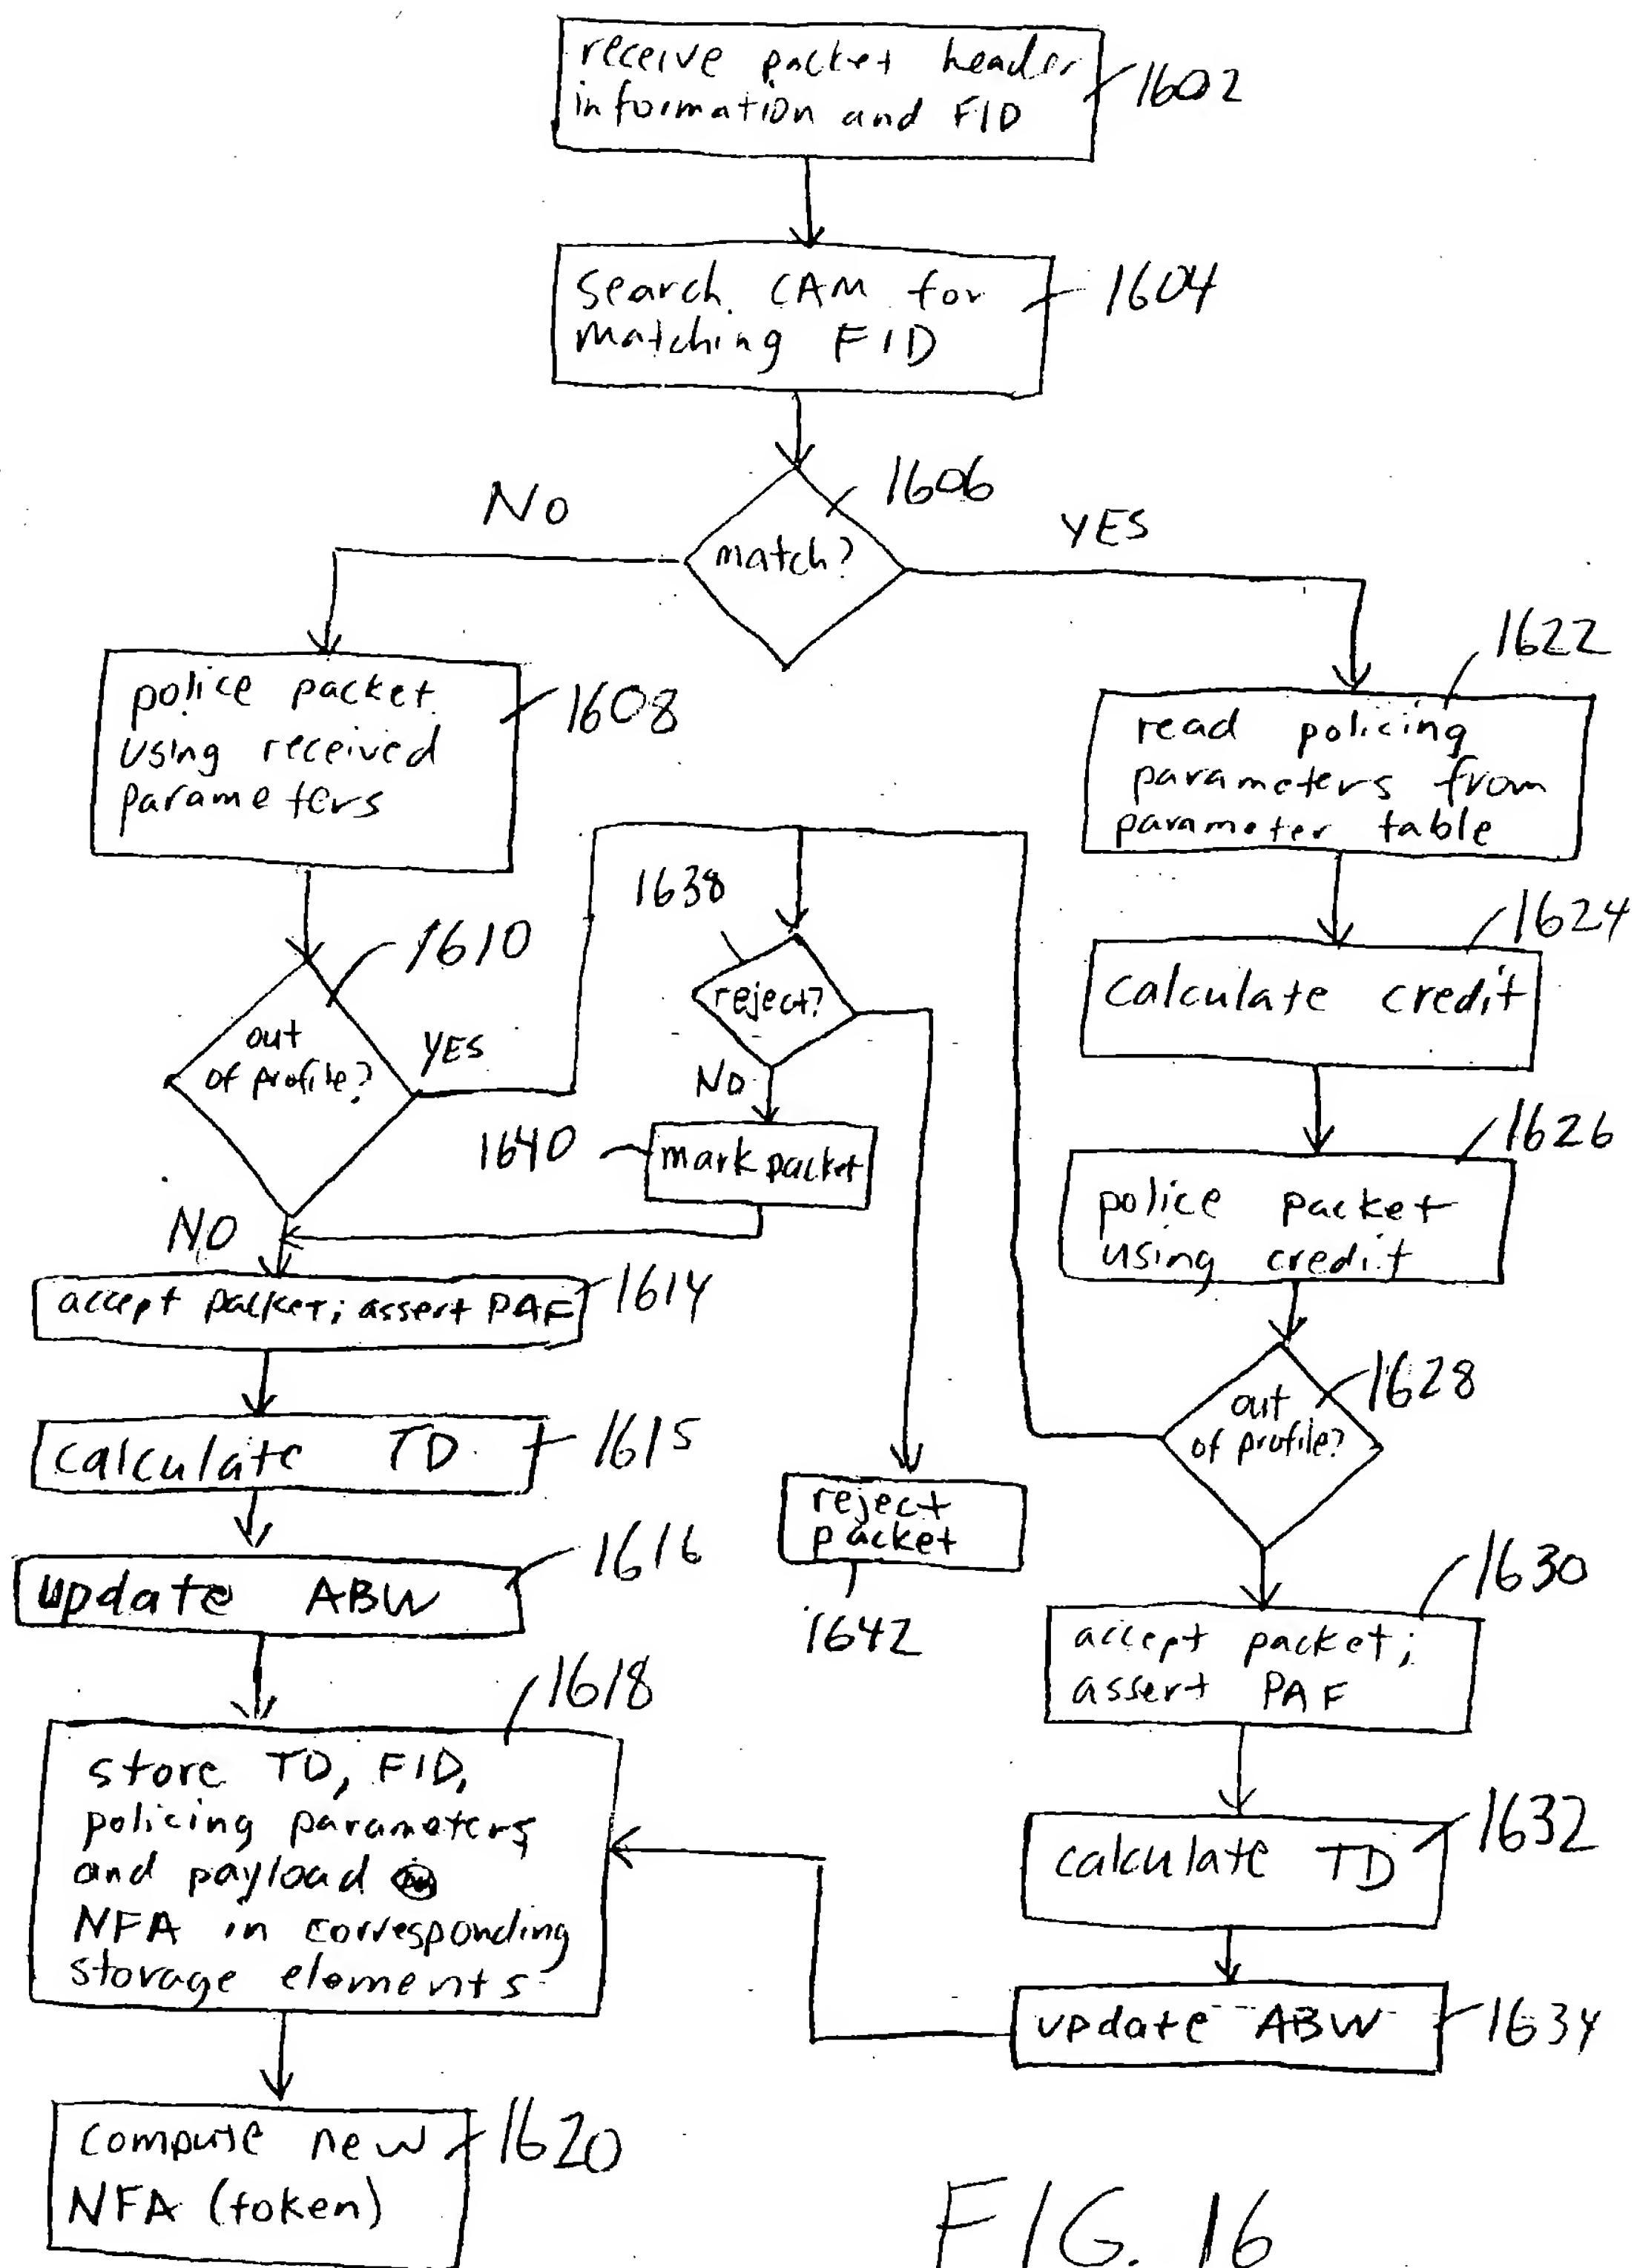 receive packet header
information and FID
1602
search CAM for
matching FID
1604
1606
match?
NO
YES
police packet
using received
parameters
1608
1622
read policing
parameters from
parameter table
1638
reject?
NO
1610
out
of profile?
YES
NO
1624
calculate credit
1640
mark packet
1626
police packet
using credit
accept packet; assert PAF
1614
1628
out
of profile?
calculate TD
1615
reject
packet
1642
update ABW
1616
1630
accept packet;
assert PAF
1618
store TD, FID,
policing parameters
and payload
NFA in corresponding
storage elements
1632
calculate TD
update ABW
1634
compute new
NFA (token)
1620
FIG. 16